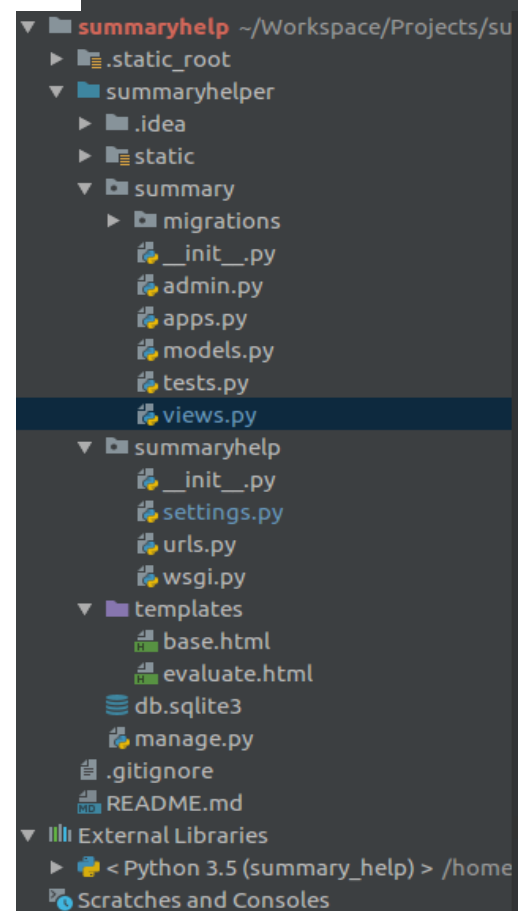 summaryhelp ~/Workspace/Projects/su
.static_root
summaryhelper
.idea
static
summary
migrations
__init__.py
admin.py
apps.py
models.py
tests.py
views.py
summaryhelp
__init__.py
settings.py
urls.py
wsgi.py
templates
H base.html
H evaluate.html
db.sqlite3
manage.py
.gitignore
MD README.md
External Libraries
< Python 3.5 (summary_help) > /home
Scratches and Consoles